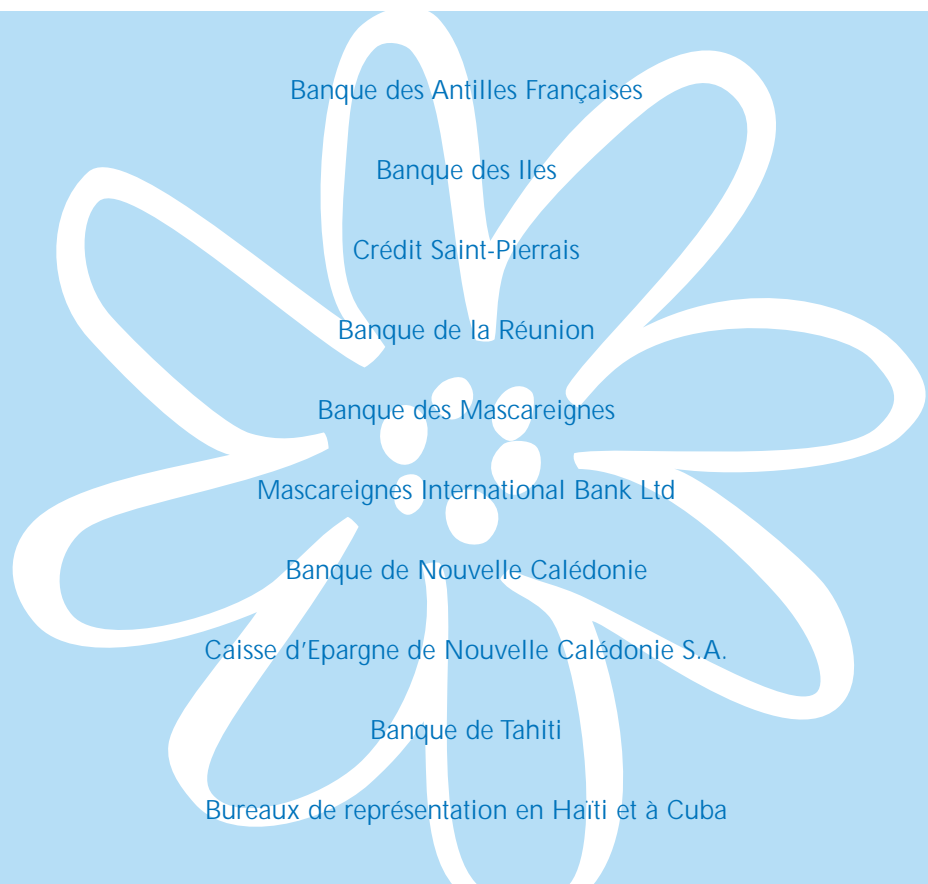 Banque des Antilles Françaises
Banque des Iles
Crédit Saint-Pierrais
Banque de la Réunion
Banque des Mascareignes
Mascareignes International Bank Ltd
Banque de Nouvelle Calédonie
Caisse d’Epargne de Nouvelle Calédonie S.A.
Banque de Tahiti
Bureaux de représentation en Haïti et à Cuba